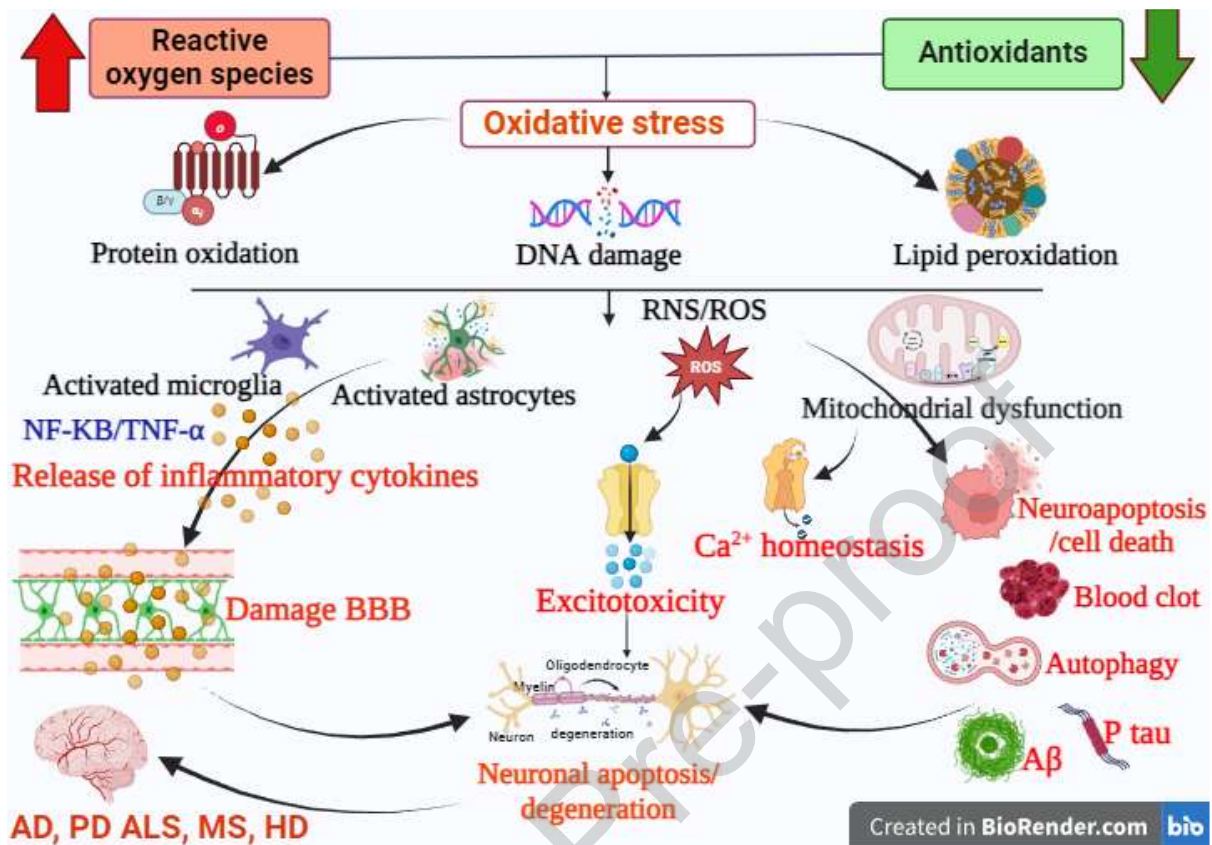 Reactive
oxygen species
Antioxidants
Oxidative stress
O
B/γ
Protein oxidation
DNA damage
Lipid peroxidation
RNS/ROS
ROS
Activated microglia
Activated astrocytes
Mitochondrial dysfunction
NF-KB/TNF-α
Release of inflammatory cytokines
Neuroapoptosis
/cell death
Ca²⁺ homeostasis
Damage BBB
Excitotoxicity
Blood clot
Oligodendrocyte
Myelin
Autophagy
Neuron
degeneration
P tau
Aβ
Neuronal apoptosis/
degeneration
AD, PD ALS, MS, HD
Pre-proof
Created in BioRender.com bio